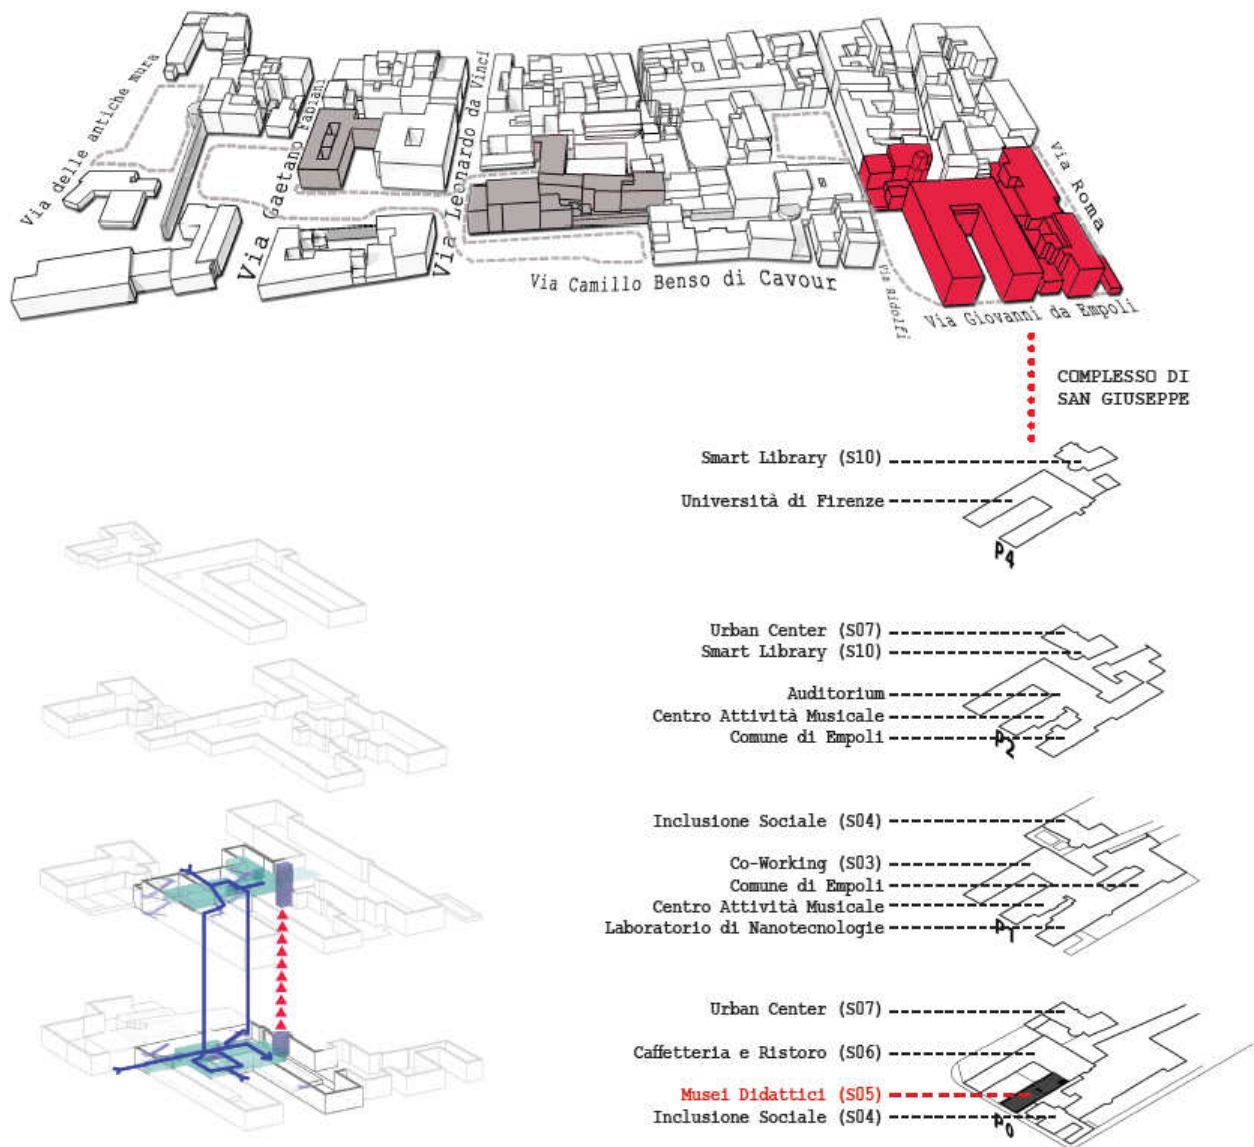 Via delle antiche mura
Via Gaetano Fabiani
Via Leonardo da Vinci
Via Camillo Benso di Cavour
Via Ridolfi
Via Roma
Via Giovanni da Empoli
COMPLESSO DI
SAN GIUSEPPE
Smart Library (S10)
Università di Firenze
P4
Urban Center (S07)
Smart Library (S10)
Auditorium
Centro Attività Musicale
Comune di Empoli
P2
Inclusione Sociale (S04)
Co-Working (S03)
Comune di Empoli
Centro Attività Musicale
Laboratorio di Nanotecnologie
P1
Urban Center (S07)
Caffetteria e Ristoro (S06)
Musei Didattici (S05)
Inclusione Sociale (S04)
P0